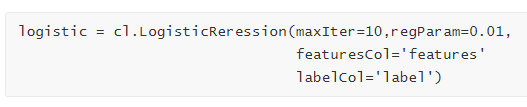 logistic = cl.LogisticReression(maxIter=10,regParam=0.01,
featuresCol='features'
labelCol='label')